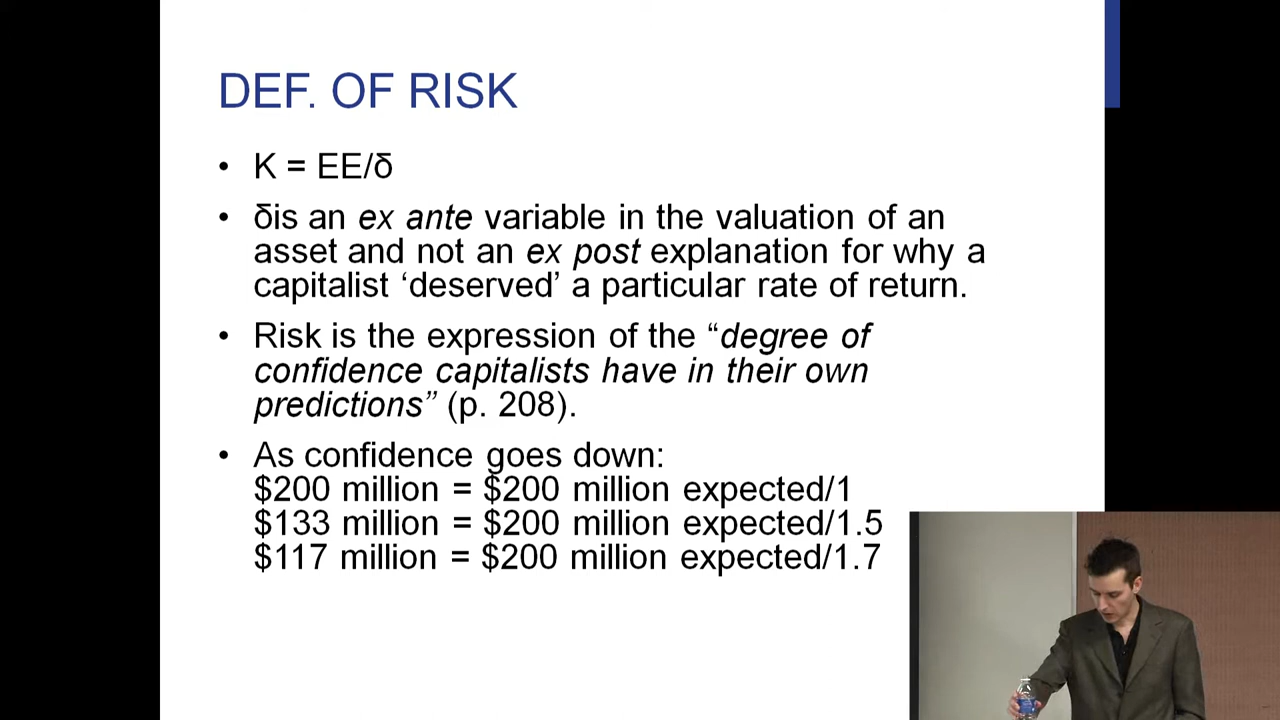 DEF. OF RISK
• K = EE/δ
• δis an ex ante variable in the valuation of an
asset and not an ex post explanation for why a
capitalist ‘deserved’ a particular rate of return.
• Risk is the expression of the “degree of
confidence capitalists have in their own
predictions” (p. 208).
• As confidence goes down:
$200 million = $200 million expected/1
$133 million = $200 million expected/1.5
$117 million = $200 million expected/1.7